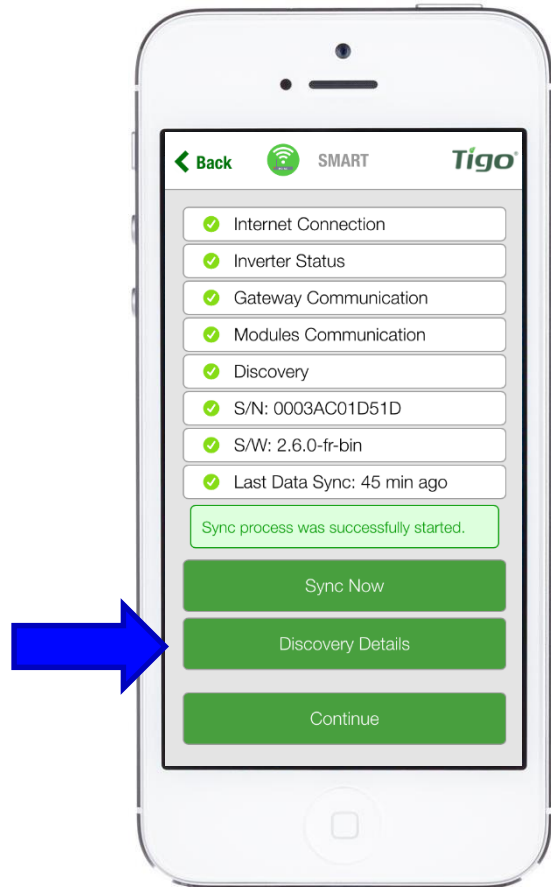 Back
SMART
Tigo
Internet Connection
Inverter Status
Gateway Communication
Modules Communication
Discovery
S/N: 0003AC01D51D
S/W: 2.6.0-fr-bin
Last Data Sync: 45 min ago
Sync process was successfully started.
Sync Now
Discovery Details
Continue